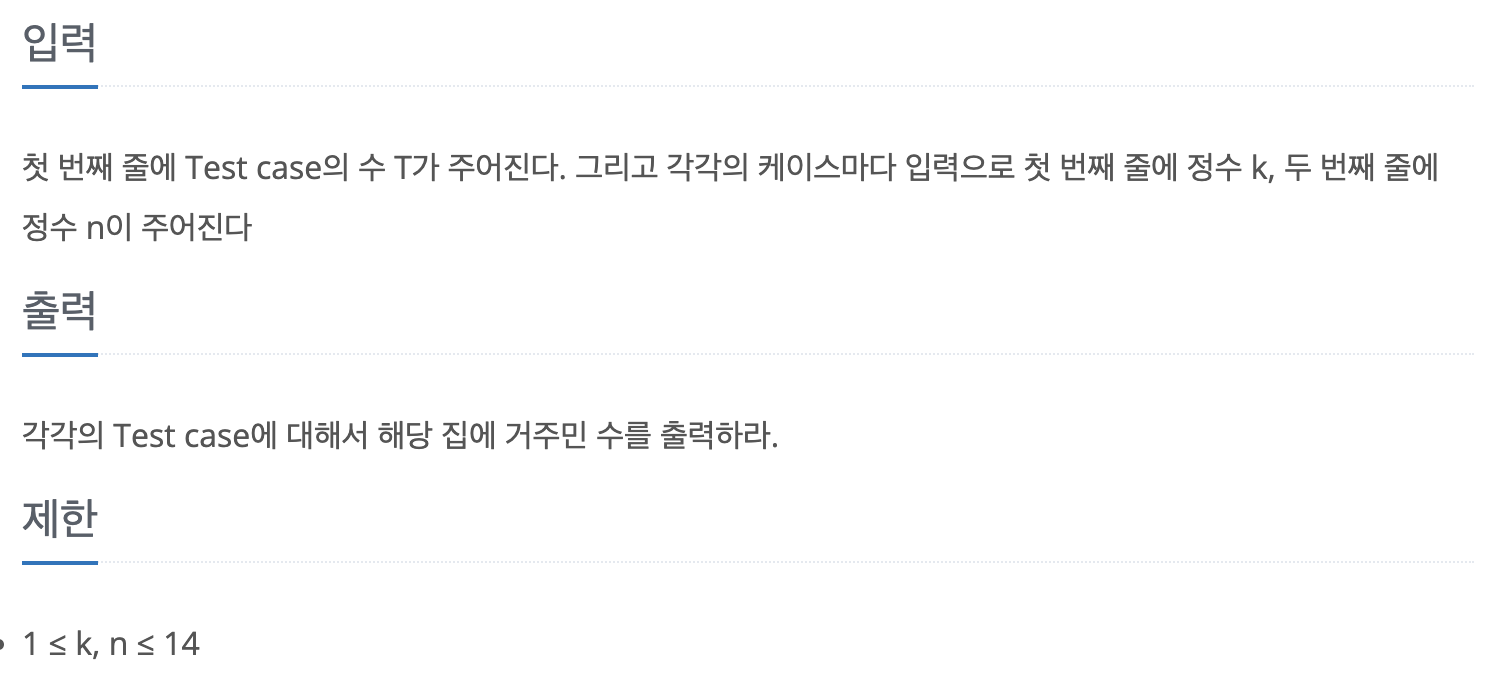 입력
첫 번째 줄에 Test case의 수 T가 주어진다. 그리고 각각의 케이스마다 입력으로 첫 번째 줄에 정수 k, 두 번째 줄에
정수 n이 주어진다
출력
각각의 Test case에 대해서 해당 집에 거주민 수를 출력하라.
제한
• 1 ≤ k, n ≤ 14